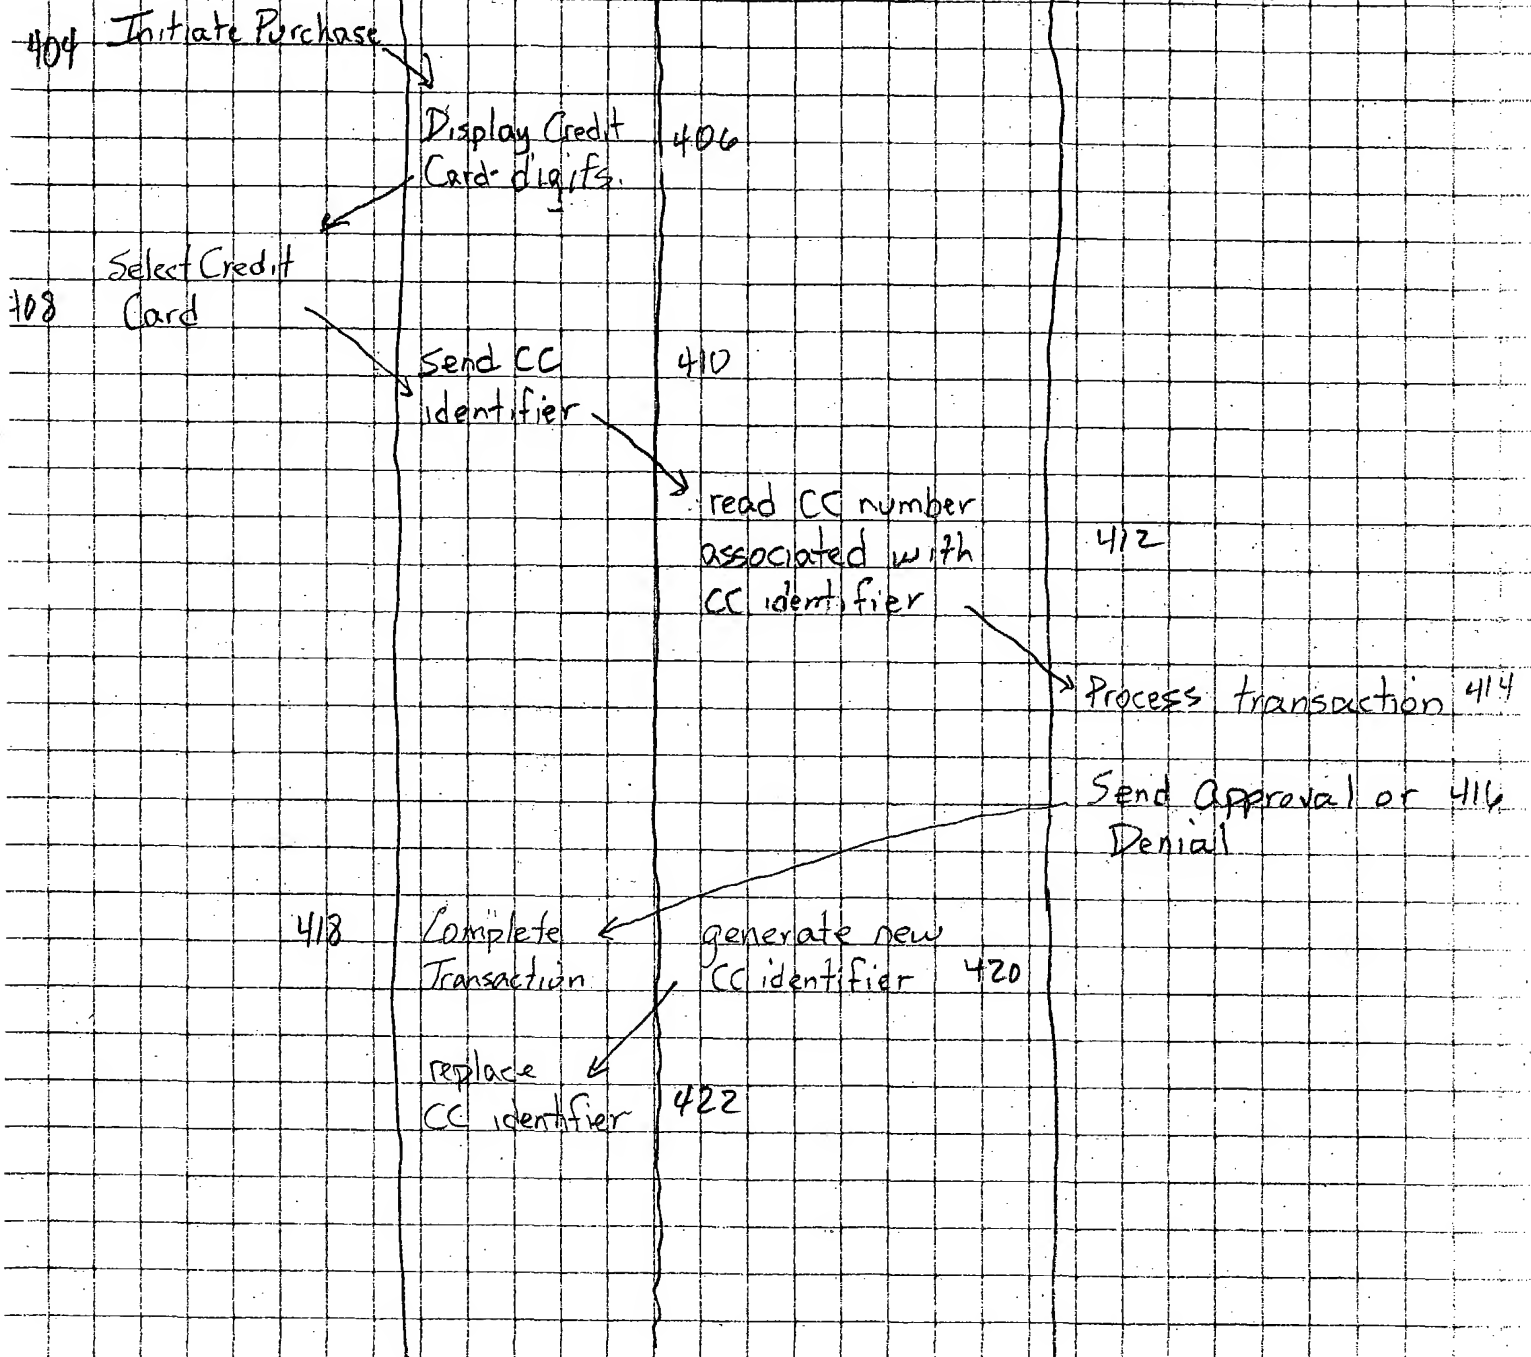 404 Initiate Purchase
Display Credit 406
Card digits.
Select Credit
408 Card
Send CC 410
identifier
read CC number
associated with 412
CC identifier
Process transaction 414
Send Approval or 416
Denial
418 Complete generate new
Transaction CC identifier 420
replace
CC identifier 422